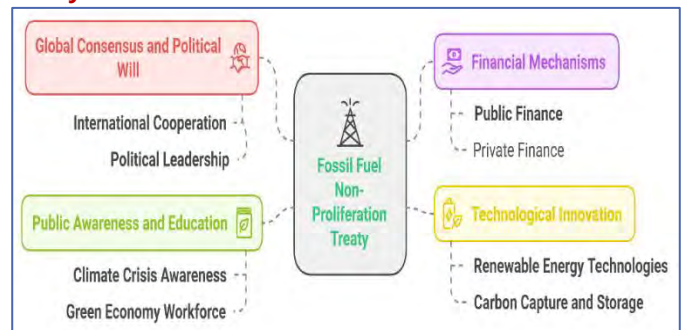 Global Consensus and Political
Will
International Cooperation
Political Leadership
Public Awareness and Education
Climate Crisis Awareness
Green Economy Workforce
Fossil Fuel
Non-
Proliferation
Treaty
Financial Mechanisms
Public Finance
Private Finance
Technological Innovation
Renewable Energy Technologies
Carbon Capture and Storage